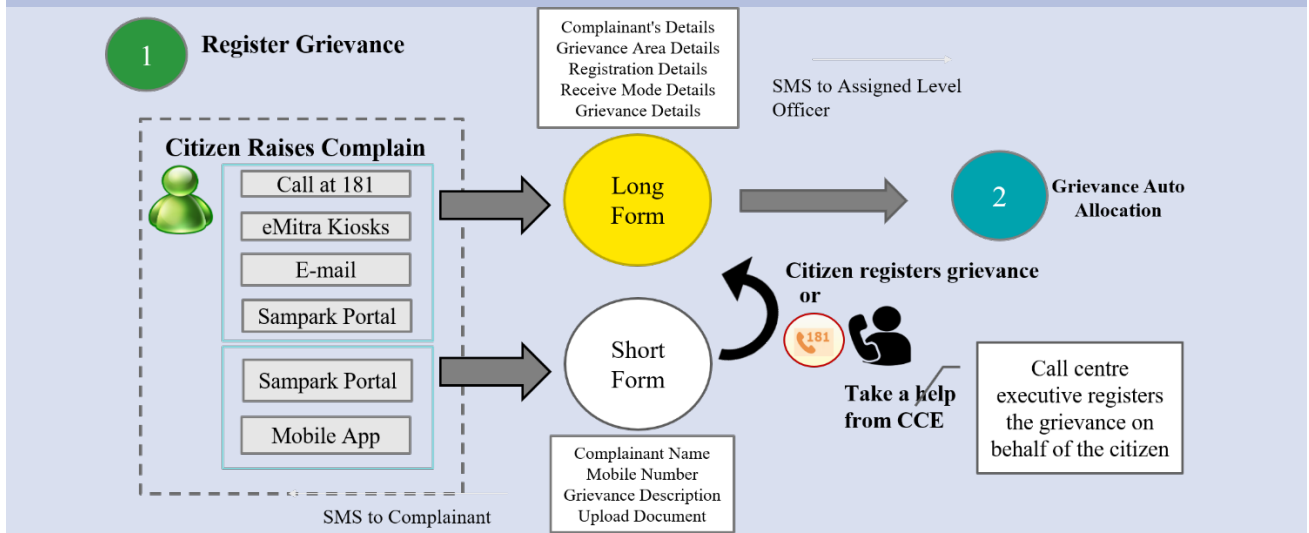 1
Register Grievance
Citizen Raises Complain
Call at 181
eMitra Kiosks
E-mail
Sampark Portal
Sampark Portal
Mobile App
SMS to Complainant
Complainant's Details
Grievance Area Details
Registration Details
Receive Mode Details
Grievance Details
Long
Form
Short
Form
Complainant Name
Mobile Number
Grievance Description
Upload Document
SMS to Assigned Level
Officer
2
Grievance Auto
Allocation
Citizen registers grievance
or
181
Take a help
from CCE
Call centre
executive registers
the grievance on
behalf of the citizen